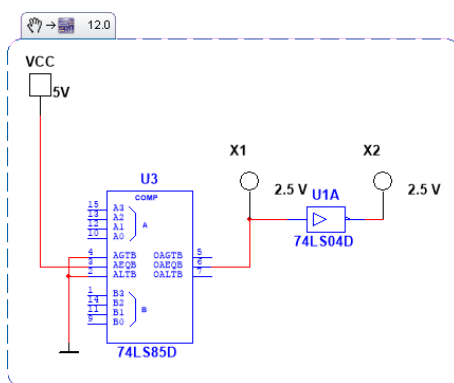 12.0
VCC
5V
X1
X2
U3
2.5 V
U1A
2.5 V
COMP
15 A3
13 A2
12 A1
10 A0
A
74LS04D
4 AGTB OAGTB 5
3 AEQB OAEQB 6
2 ALTB OALTB 7
1 B3
14 B2
11 B1
9 B0
B
74LS85D